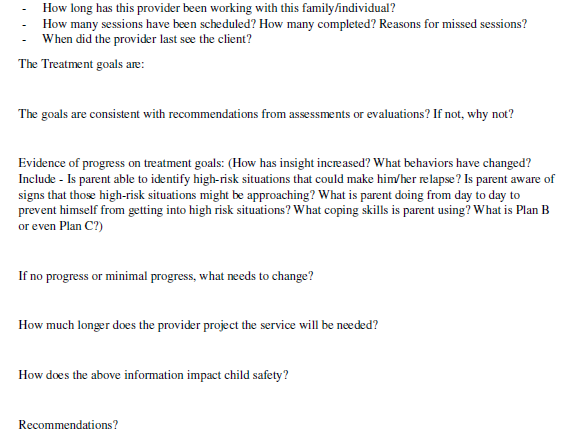 - How long has this provider been working with this family/individual?
- How many sessions have been scheduled? How many completed? Reasons for missed sessions?
- When did the provider last see the client?
The Treatment goals are:
The goals are consistent with recommendations from assessments or evaluations? If not, why not?
Evidence of progress on treatment goals: (How has insight increased? What behaviors have changed?
Include - Is parent able to identify high-risk situations that could make him/her relapse? Is parent aware of
signs that those high-risk situations might be approaching? What is parent doing from day to day to
prevent himself from getting into high risk situations? What coping skills is parent using? What is Plan B
or even Plan C?)
If no progress or minimal progress, what needs to change?
How much longer does the provider project the service will be needed?
How does the above information impact child safety?
Recommendations?